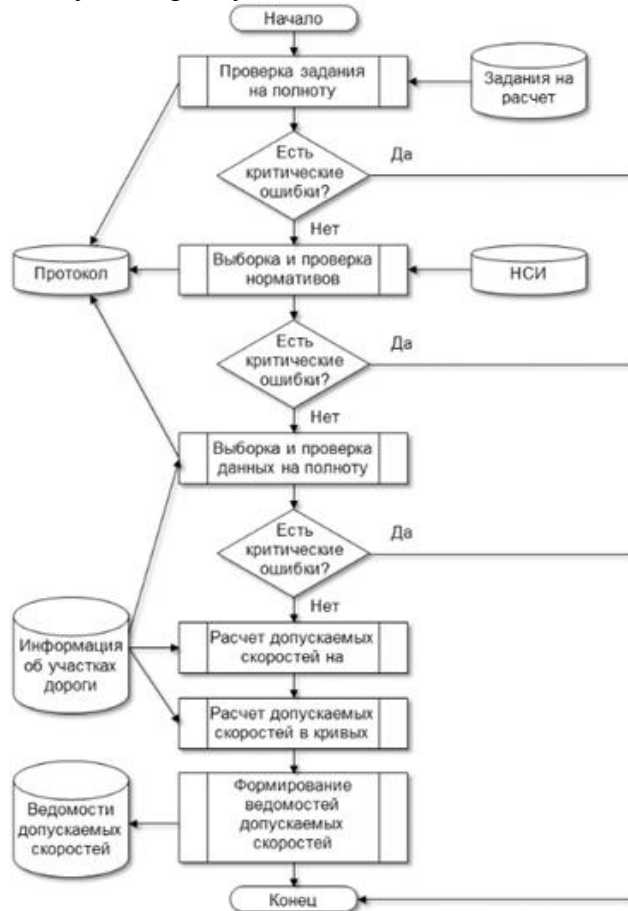 Начало
Проверка задания
на полноту
Задания на
расчет
Есть
критические
ошибки?
Да
Нет
Протокол
Выборка и проверка
нормативов
НСИ
Есть
критические
ошибки?
Да
Нет
Выборка и проверка
данных на полноту
Есть
критические
ошибки?
Да
Нет
Информация
об участках
дороги
Расчет допускаемых
скоростей на
Расчет допускаемых
скоростей в кривых
Ведомости
допускаемых
скоростей
Формирование
ведомостей
допускаемых
скоростей
Конец